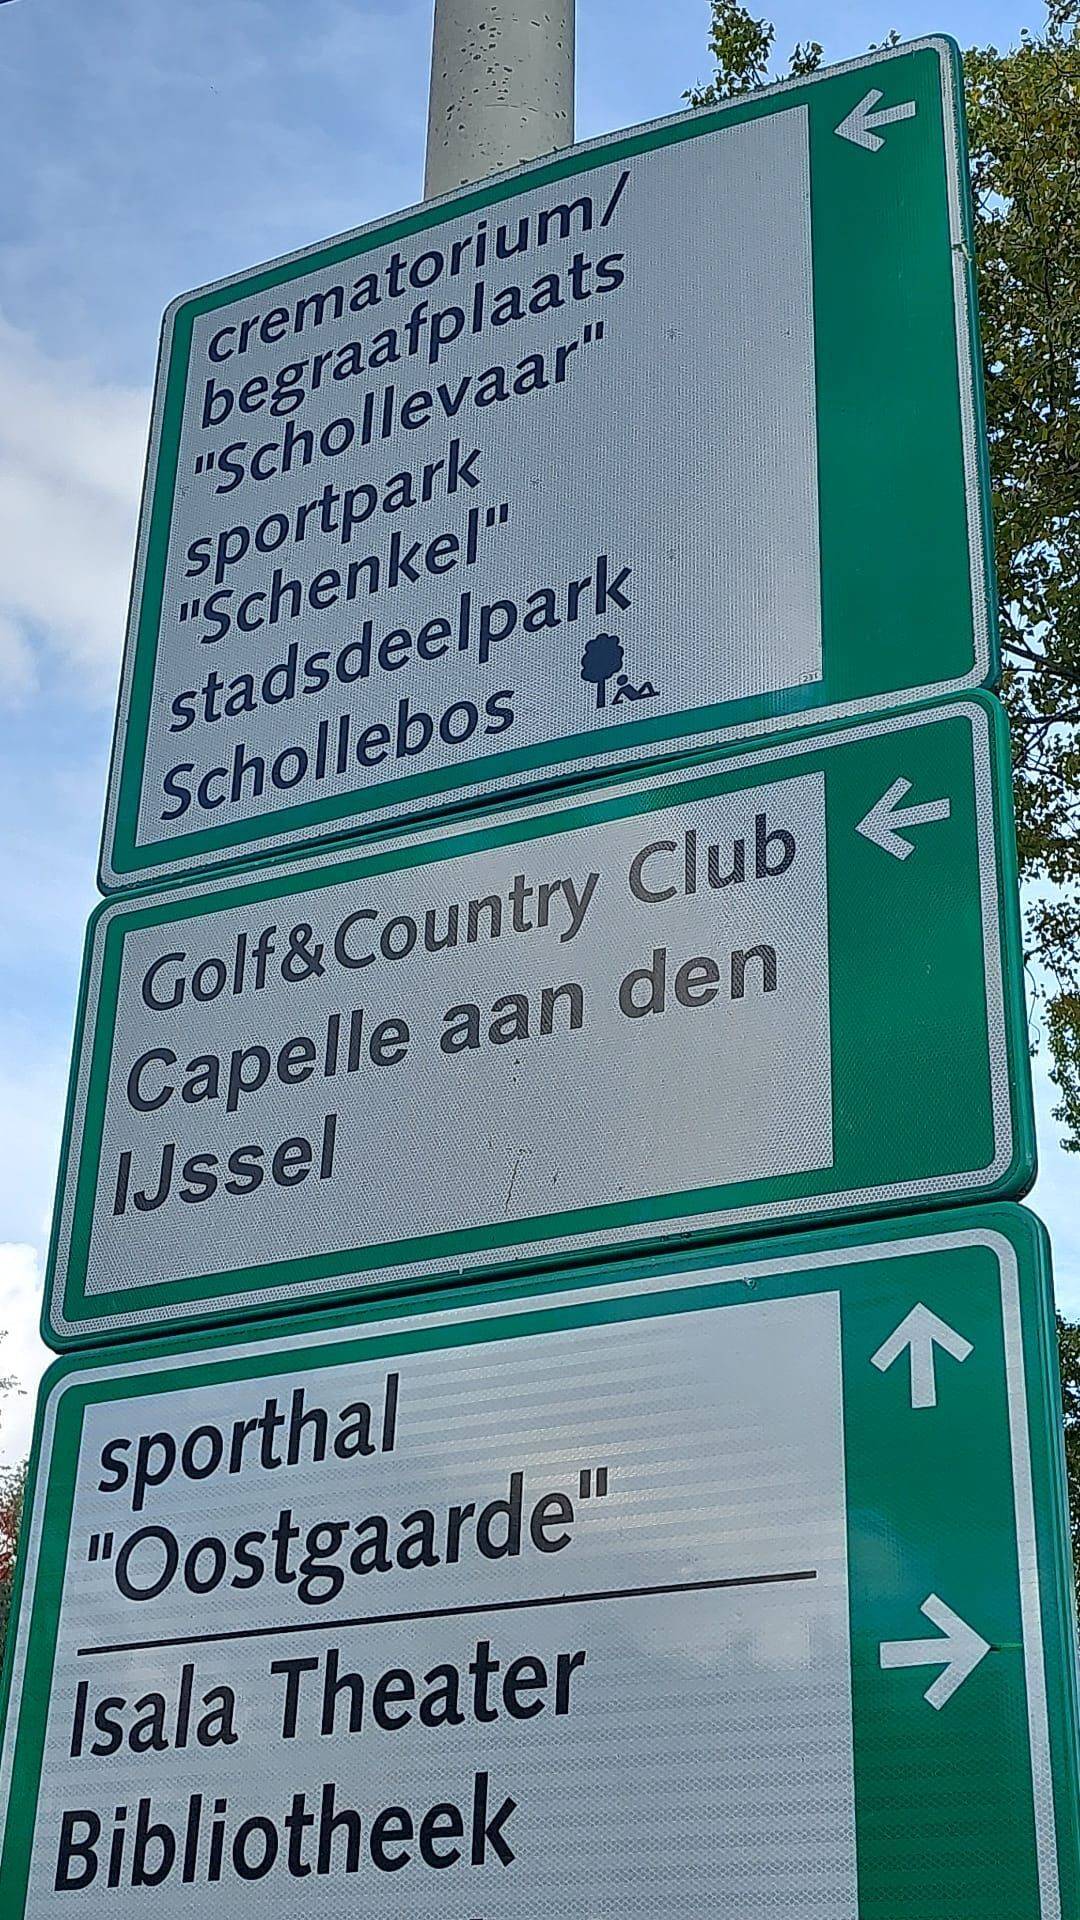 crematorium/
begraafplaats
"Schollevaar"
sportpark
"Schenkel"
stadsdeelpark
Schollebos
Golf&Country Club
Capelle aan den
IJssel
sporthal
"Oostgaarde"
Isala Theater
Bibliotheek